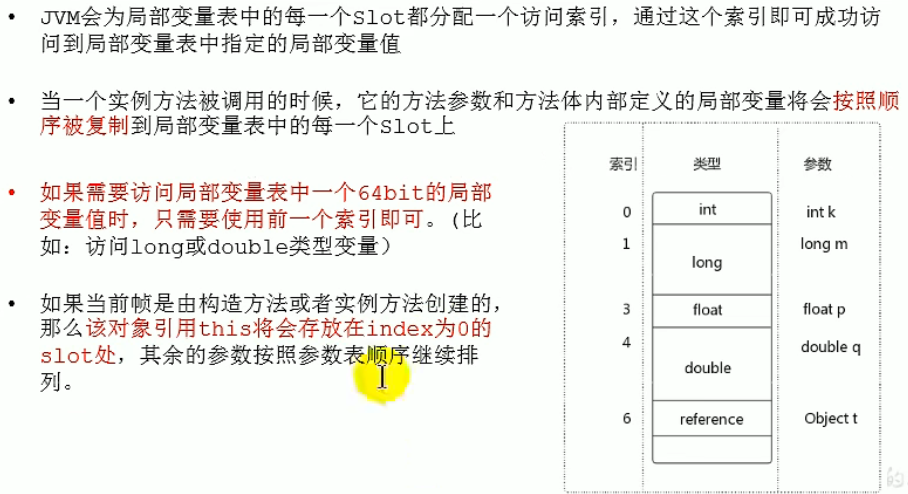 • JVM会为局部变量表中的每一个Slot都分配一个访问索引，通过这个索引即可成功访
问到局部变量表中指定的局部变量值
• 当一个实例方法被调用的时候，它的方法参数和方法体内部定义的局部变量将会按照顺
序被复制到局部变量表中的每一个Slot上
• 如果需要访问局部变量表中一个64bit的局部
变量值时，只需要使用前一个索引即可。(比
如：访问long或double类型变量）
• 如果当前帧是由构造方法或者实例方法创建的，
那么该对象引用this将会存放在index为0的
slot处，其余的参数按照参数表顺序继续排
列。
索引 类型 参数
0 int int k
1 long long m
3 float float p
4 double double q
6 reference Object t
的